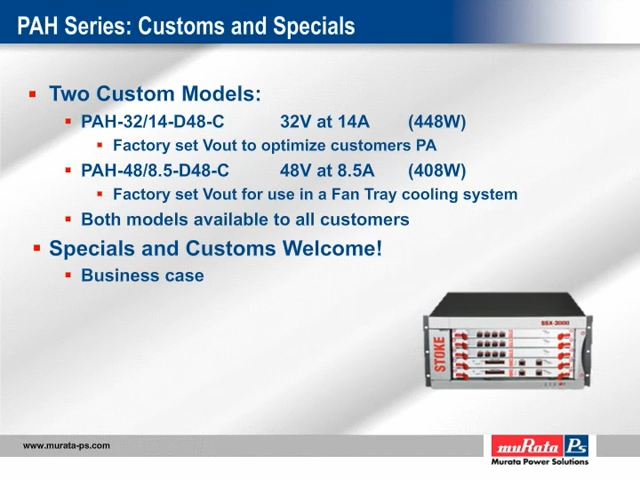 PAH Series: Customs and Specials
Two Custom Models:
PAH-32/14-D48-C 32V at 14A (448W)
Factory set Vout to optimize customers PA
PAH-48/8.5-D48-C 48V at 8.5A (408W)
Factory set Vout for use in a Fan Tray cooling system
Both models available to all customers
Specials and Customs Welcome!
Business case
SSX-3000
STOKE
www.murata-ps.com
muRata Ps
Murata Power Solutions